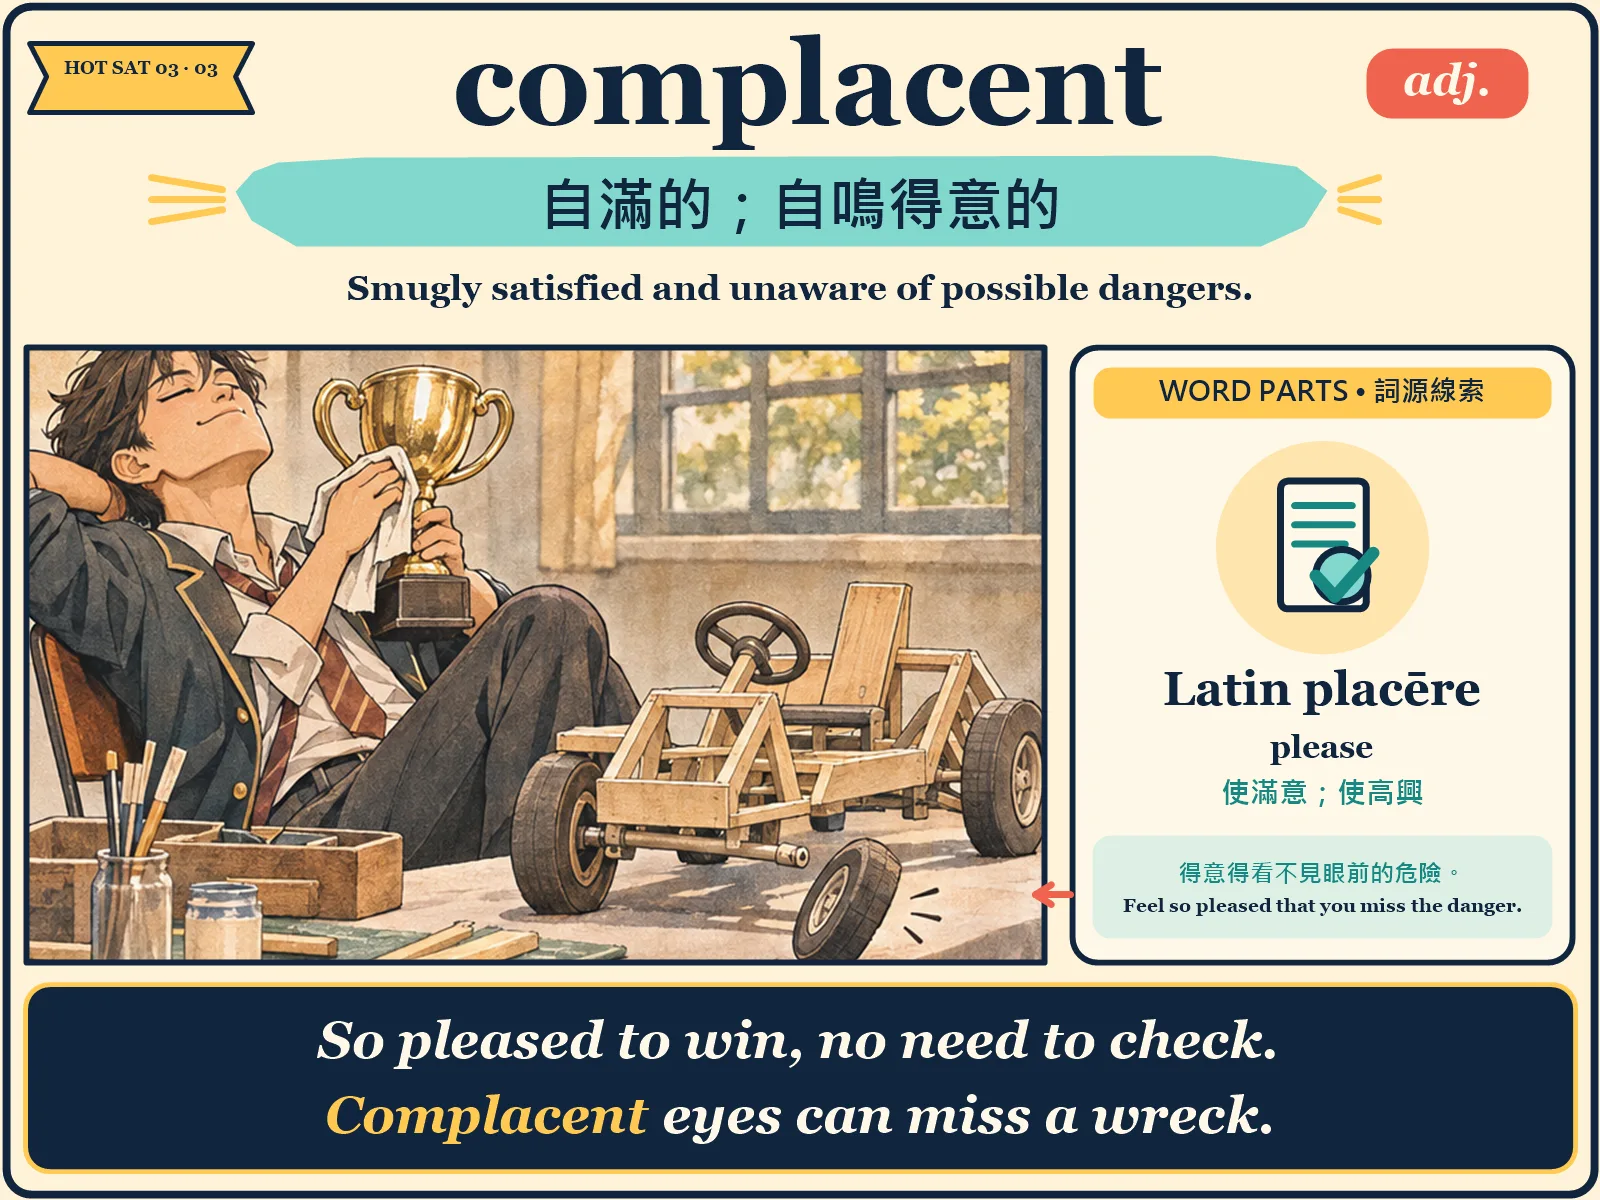 HOT SAT 03 · 03
complacent
adj.
自滿的；自鳴得意的
Smugly satisfied and unaware of possible dangers.
WORD PARTS • 詞源線索
Latin placēre
please
使滿意；使高興
得意得看不見眼前的危險。
Feel so pleased that you miss the danger.
So pleased to win, no need to check.
Complacent eyes can miss a wreck.